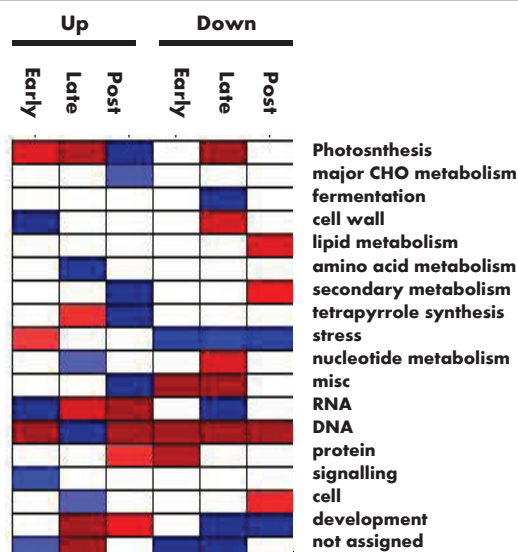 Up Down
Early Late Post Early Late Post
Photosnthesis
major CHO metabolism
fermentation
cell wall
lipid metabolism
amino acid metabolism
secondary metabolism
tetrapyrrole synthesis
stress
nucleotide metabolism
misc
RNA
DNA
protein
signalling
cell
development
not assigned